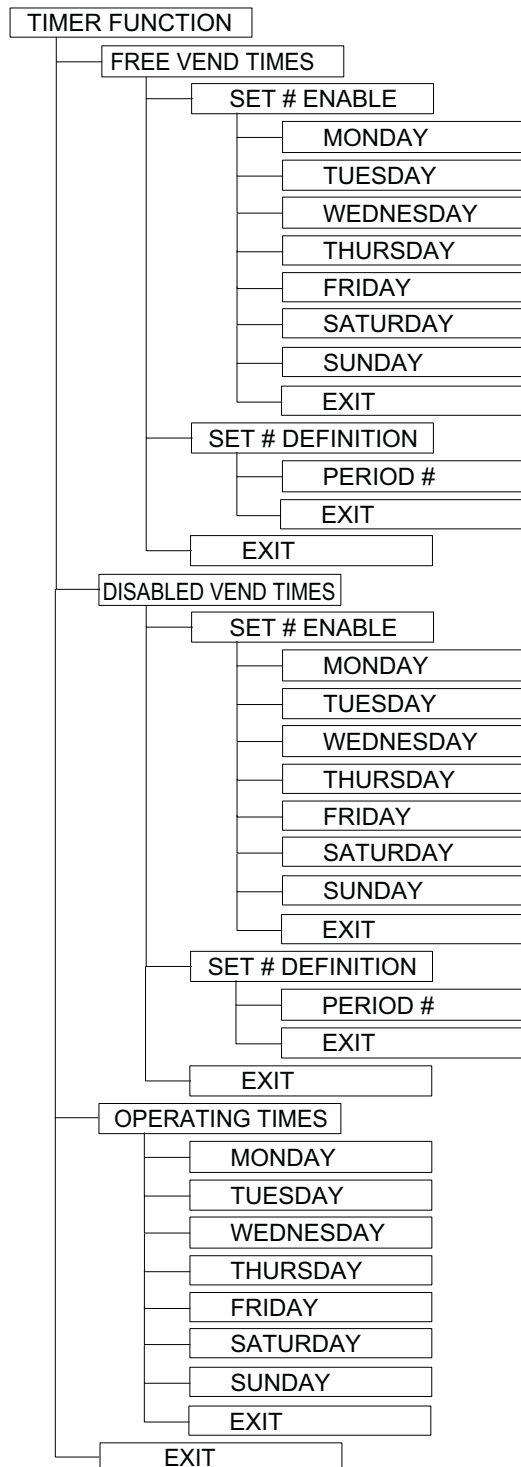 TIMER FUNCTION
FREE VEND TIMES
SET # ENABLE
MONDAY
TUESDAY
WEDNESDAY
THURSDAY
FRIDAY
SATURDAY
SUNDAY
EXIT
SET # DEFINITION
PERIOD #
EXIT
EXIT
DISABLED VEND TIMES
SET # ENABLE
MONDAY
TUESDAY
WEDNESDAY
THURSDAY
FRIDAY
SATURDAY
SUNDAY
EXIT
SET # DEFINITION
PERIOD #
EXIT
EXIT
OPERATING TIMES
MONDAY
TUESDAY
WEDNESDAY
THURSDAY
FRIDAY
SATURDAY
SUNDAY
EXIT
EXIT